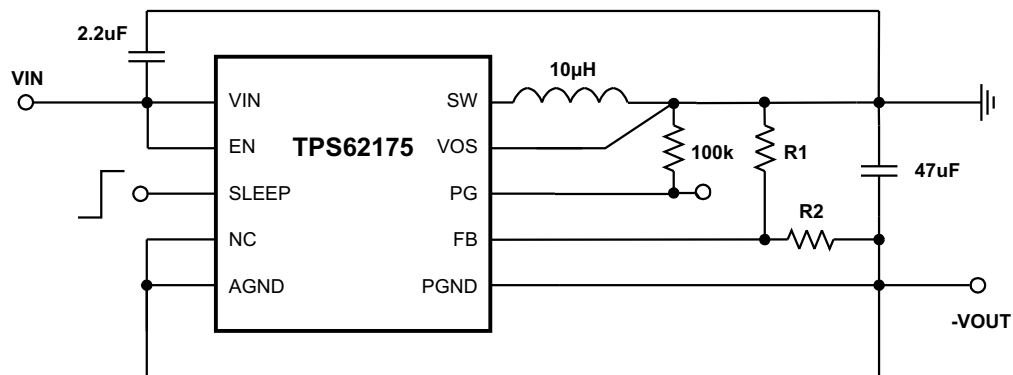 2.2uF
VIN
10µH
VIN
SW
EN
TPS62175
VOS
100k
R1
47uF
SLEEP
PG
R2
NC
FB
AGND
PGND
-VOUT